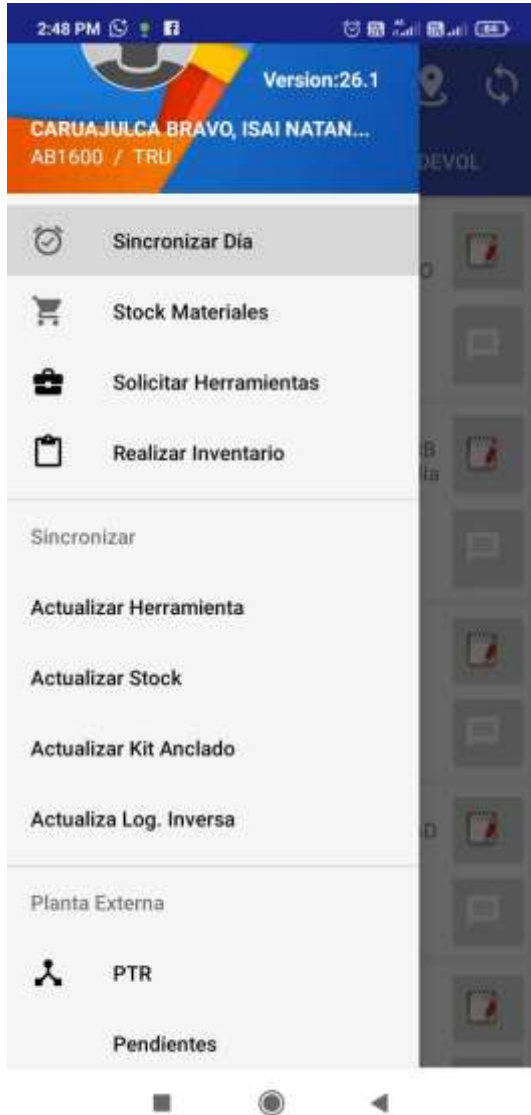 2:48 PM
Version:26.1
CARUAJULCA BRAVO, ISAI NATAN...
AB1600 / TRU
DEVOL
Sincronizar Día
O
Stock Materiales
Solicitar Herramientas
Realizar Inventario
Sincronizar
Actualizar Herramienta
Actualizar Stock
Actualizar Kit Anclado
Actualiza Log. Inversa
Planta Externa
PTR
Pendientes